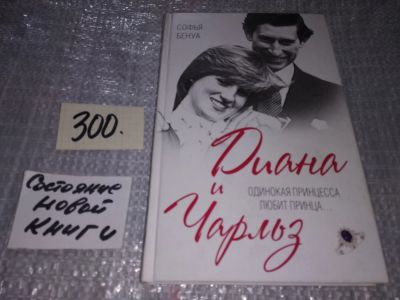 СОФЬЯ
БЕНУА
Диана
и
Чарльз
ОДИНОКАЯ ПРИНЦЕССА
ЛЮБИТ ПРИНЦА...
300.
Состояние
новой
книги